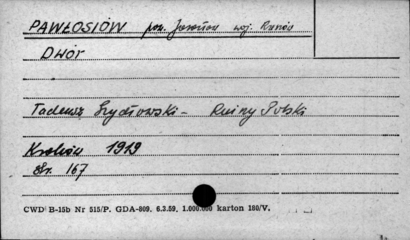 PAWŁOSIÓW pow. Jarosław woj. Rzesów
DWÓR
Tadeusz Szydłowski - Ruiny Polski
Kraków 1919
str. 167
CWD B-15b Nr 515/P. GDA-809. 6.3.59. 1.000.000 karton 180/V.